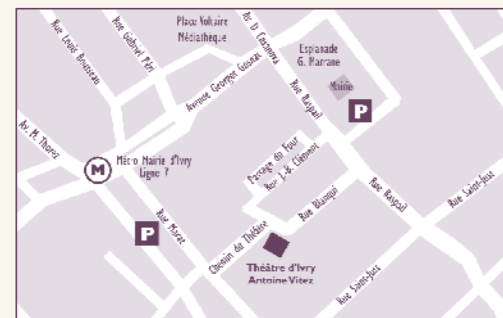 Place Voltaire
Médiathèque
Av. D. Casanova
Rue Louis Rousseau
Rue Gabriel Péri
Esplanade
G. Marrane
Avenue Georges Gosnat
Mairie
Rue Raspail
P
Av. M. Thorez
M
Métro Mairie d'Ivry
Ligne 7
Passage du Four
Rue J.-B. Clément
Rue Blanqui
Rue Raspail
Rue Saint-Just
P
Rue Marat
Chemin du Théâtre
Théâtre d'Ivry
Antoine Vitez
Rue Saint-Just